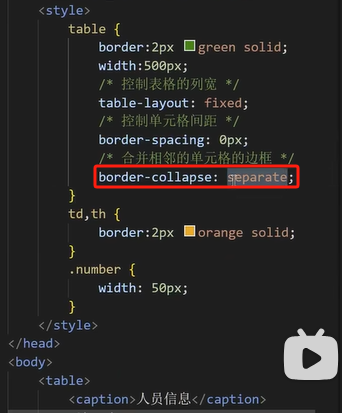 <style>
table {
border:2px green solid;
width:500px;
/* 控制表格的列宽 */
table-layout: fixed;
/* 控制单元格间距 */
border-spacing: 0px;
/* 合并相邻的单元格的边框 */
border-collapse: separate;
}
td,th {
border:2px orange solid;
}
.number {
width: 50px;
}
</style>
</head>
<body>
<table>
<caption>人员信息</caption>